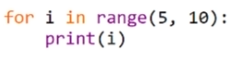 for i in range(5, 10):
    print(i)